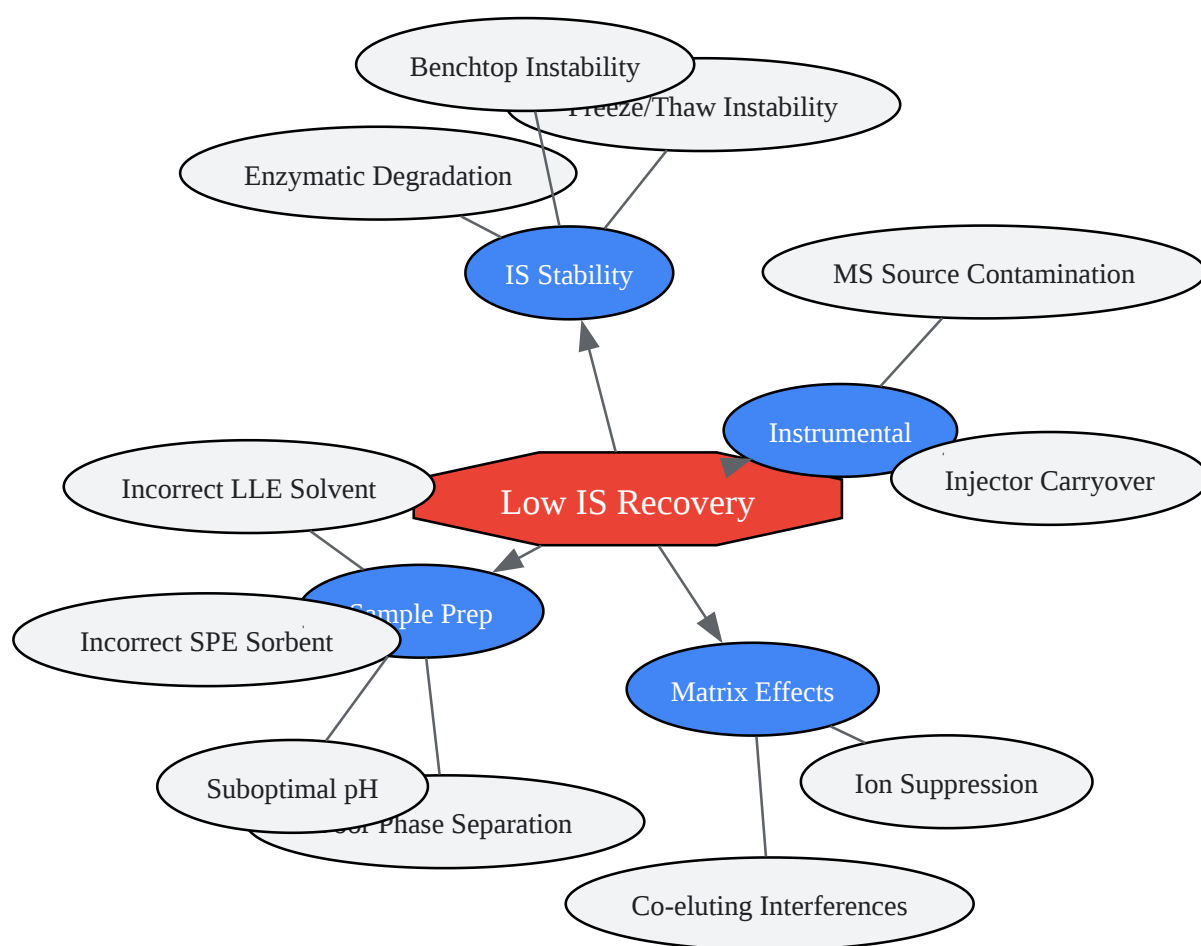 Benchtop Instability
Freeze/Thaw Instability
Enzymatic Degradation
IS Stability
MS Source Contamination
Instrumental
Injector Carryover
Incorrect LLE Solvent
Low IS Recovery
Sample Prep
Incorrect SPE Sorbent
Matrix Effects
Ion Suppression
Suboptimal pH
Phase Separation
Co-eluting Interferences